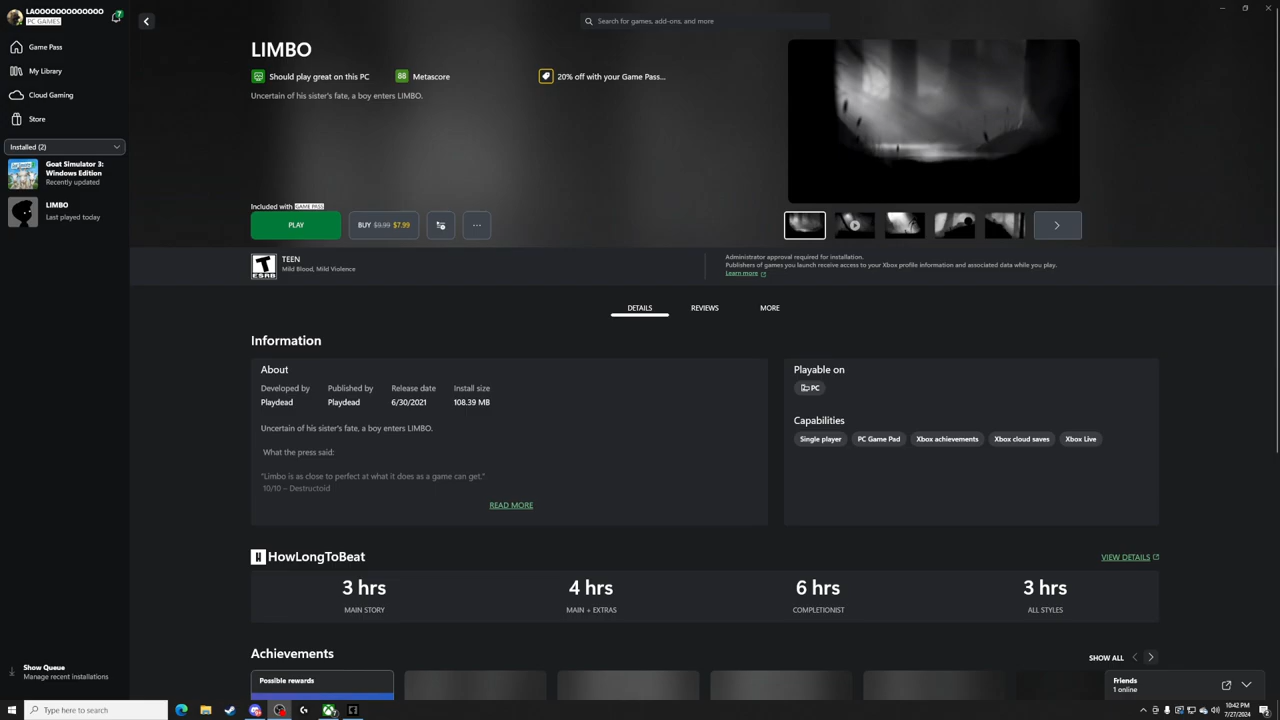 LAOOOOOOOOOOOOO
PC GAMES
Game Pass
My Library
Cloud Gaming
Store
Installed (2)
Goat Simulator 3:
Windows Edition
Recently updated
LIMBO
Last played today
Show Queue
Manage recent installations
Search for games, add-ons, and more
LIMBO
Should play great on this PC
88 Metascore
20% off with your Game Pass...
Uncertain of his sister's fate, a boy enters LIMBO.
Included with GAME PASS
PLAY
BUY $9.99 $7.99
...
T
ESRB
TEEN
Mild Blood, Mild Violence
Administrator approval required for installation.
Publishers of games you launch receive access to your Xbox profile information and associated data while you play.
Learn more
DETAILS
REVIEWS
MORE
Information
About
Developed by Published by Release date Install size
Playdead Playdead 6/30/2021 108.39 MB
Uncertain of his sister's fate, a boy enters LIMBO.
What the press said:
"Limbo is as close to perfect at what it does as a game can get."
10/10 – Destructoid
READ MORE
Playable on
PC
Capabilities
Single player PC Game Pad Xbox achievements Xbox cloud saves Xbox Live
HowLongToBeat
VIEW DETAILS
3 hrs 4 hrs 6 hrs 3 hrs
MAIN STORY MAIN + EXTRAS COMPLETIONIST ALL STYLES
Achievements
SHOW ALL
Possible rewards
Friends
1 online
Type here to search
10:42 PM
7/27/2024